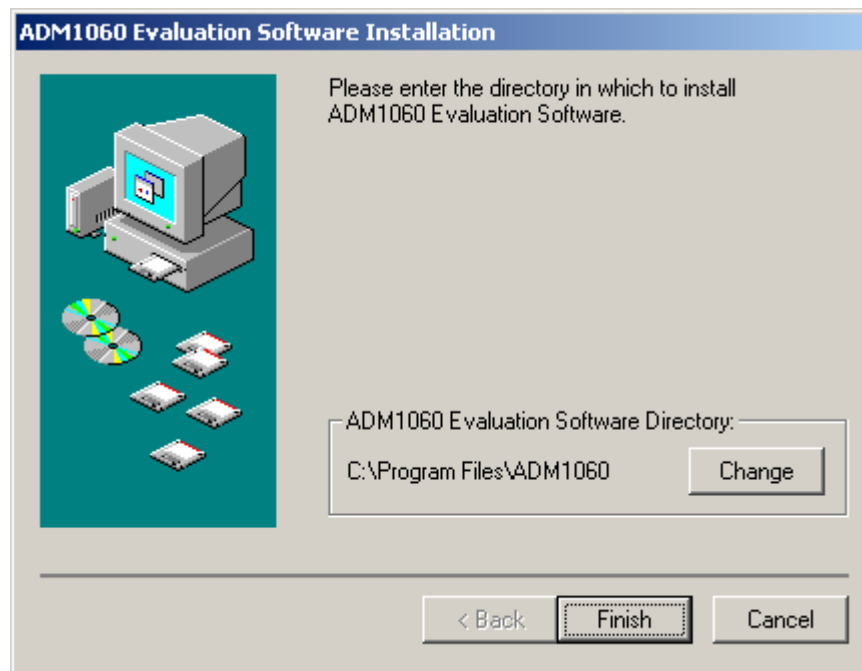 ADM1060 Evaluation Software Installation
Please enter the directory in which to install
ADM1060 Evaluation Software.
ADM1060 Evaluation Software Directory:
C:\Program Files\ADM1060
Change
< Back
Finish
Cancel